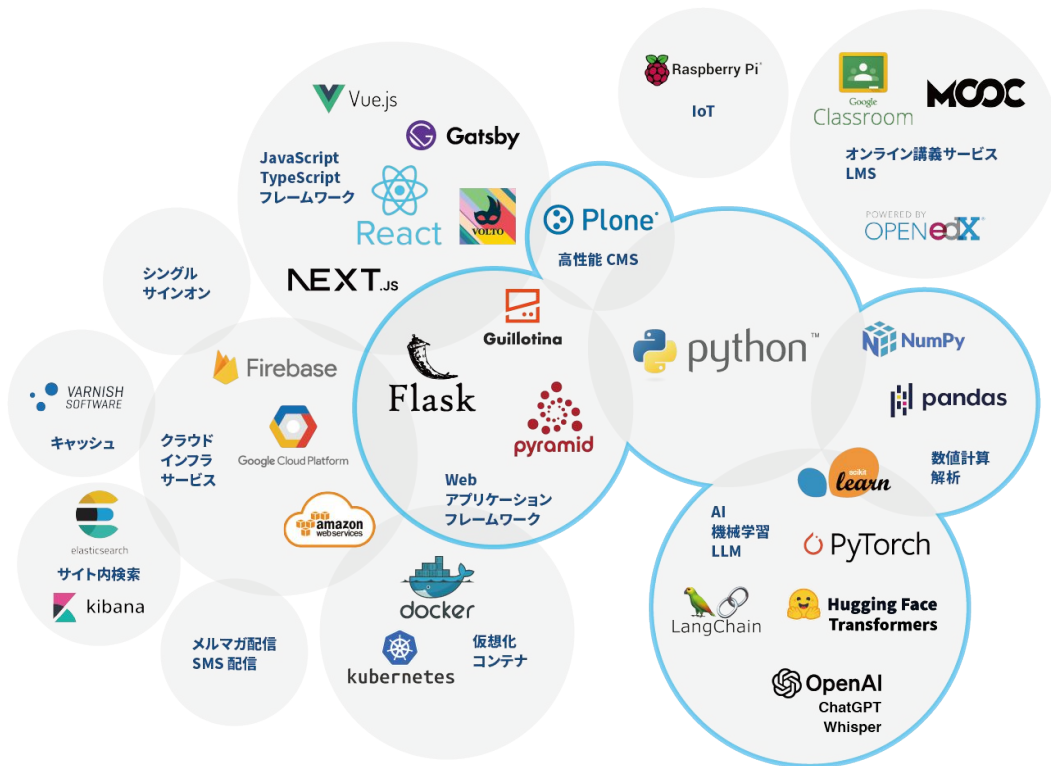 Vue.js
Gatsby
JavaScript
TypeScript
フレームワーク
React
VOLTO
NEXT.JS
Raspberry Pi
IoT
Google
Classroom
MOOC
オンライン講義サービス
LMS
POWERED BY
OPEN edX
Plone
高性能 CMS
シングル
サインオン
Guillotina
Flask
pyramid
Web
アプリケーション
フレームワーク
python™
NumPy
pandas
数値計算
解析
Firebase
Google Cloud Platform
クラウド
インフラ
サービス
amazon
webservices
VARNISH
SOFTWARE
キャッシュ
elasticsearch
サイト内検索
kibana
メルマガ配信
SMS 配信
docker
kubernetes
仮想化
コンテナ
scikit
learn
AI
機械学習
LLM
PyTorch
LangChain
Hugging Face
Transformers
OpenAI
ChatGPT
Whisper